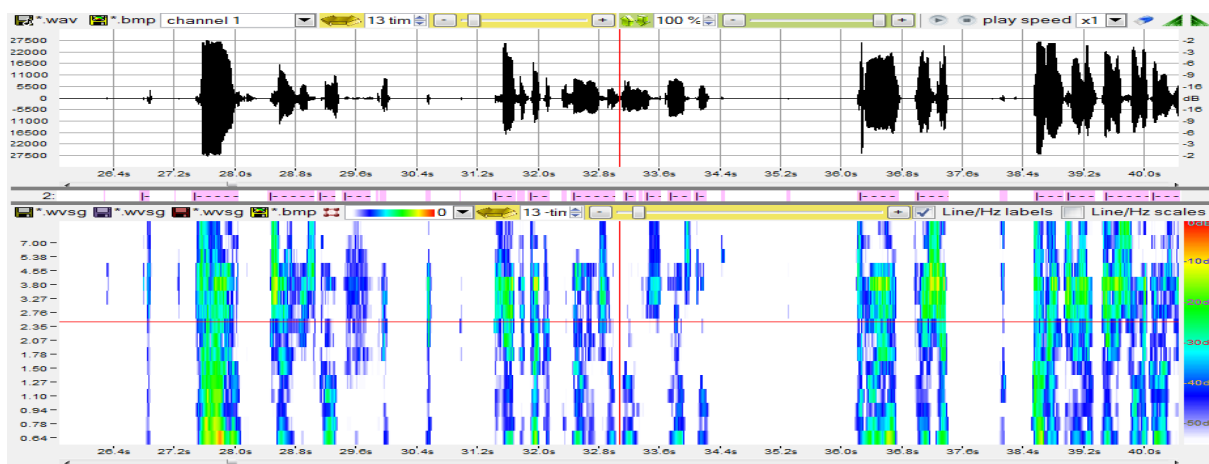 *.wav *.bmp channel 1 13 tim - + 100 % - + play speed x1
27500 -2
22000 -3
16500 -6
11000 -9
5500 -16
0 dB
-5500 -16
11000 -9
16500 -6
22000 -3
27500 -2
26.4s 27.2s 28.0s 28.8s 29.6s 30.4s 31.2s 32.0s 32.8s 33.6s 34.4s 35.2s 36.0s 36.8s 37.6s 38.4s 39.2s 40.0s
2:
*.wvsg *.wvsg *.wvsg *.bmp 0 13 -tin - + Line/Hz labels Line/Hz scales
7.00
5.38
4.65 -10d
3.80
3.27 -20d
2.76
2.35
2.07 -30d
1.78
1.50
1.27 -40d
1.10
0.94
0.78 -50d
0.64
26.4s 27.2s 28.0s 28.8s 29.6s 30.4s 31.2s 32.0s 32.8s 33.6s 34.4s 35.2s 36.0s 36.8s 37.6s 38.4s 39.2s 40.0s